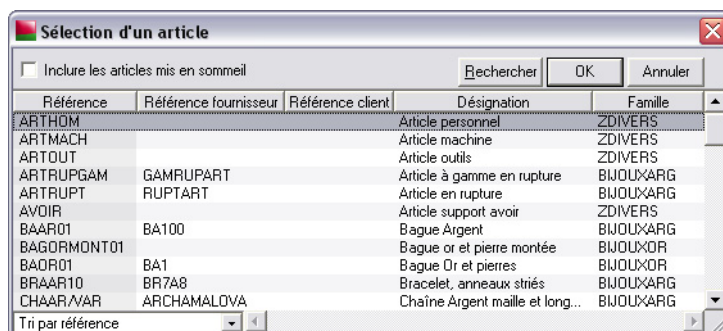 Sélection d'un article
Inclure les articles mis en sommeil Rechercher OK Annuler
Référence Référence fournisseur Référence client Désignation Famille
ARTHOM Article personnel ZDIVERS
ARTMACH Article machine ZDIVERS
ARTOUT Article outils ZDIVERS
ARTRUPGAM GAMRUPART Article à gamme en rupture BIJOUXARG
ARTRUPT RUPTART Article en rupture BIJOUXARG
AVOIR Article support avoir ZDIVERS
BAAR01 BA100 Bague Argent BIJOUXARG
BAGORMONT01 Bague or et pierre montée BIJOUXOR
BAOR01 BA1 Bague Or et pierres BIJOUXOR
BRAAR10 BR7A8 Bracelet, anneaux striés BIJOUXARG
CHAAR/VAR ARCHAMALOVA Chaîne Argent maille et long... BIJOUXARG
Tri par référence